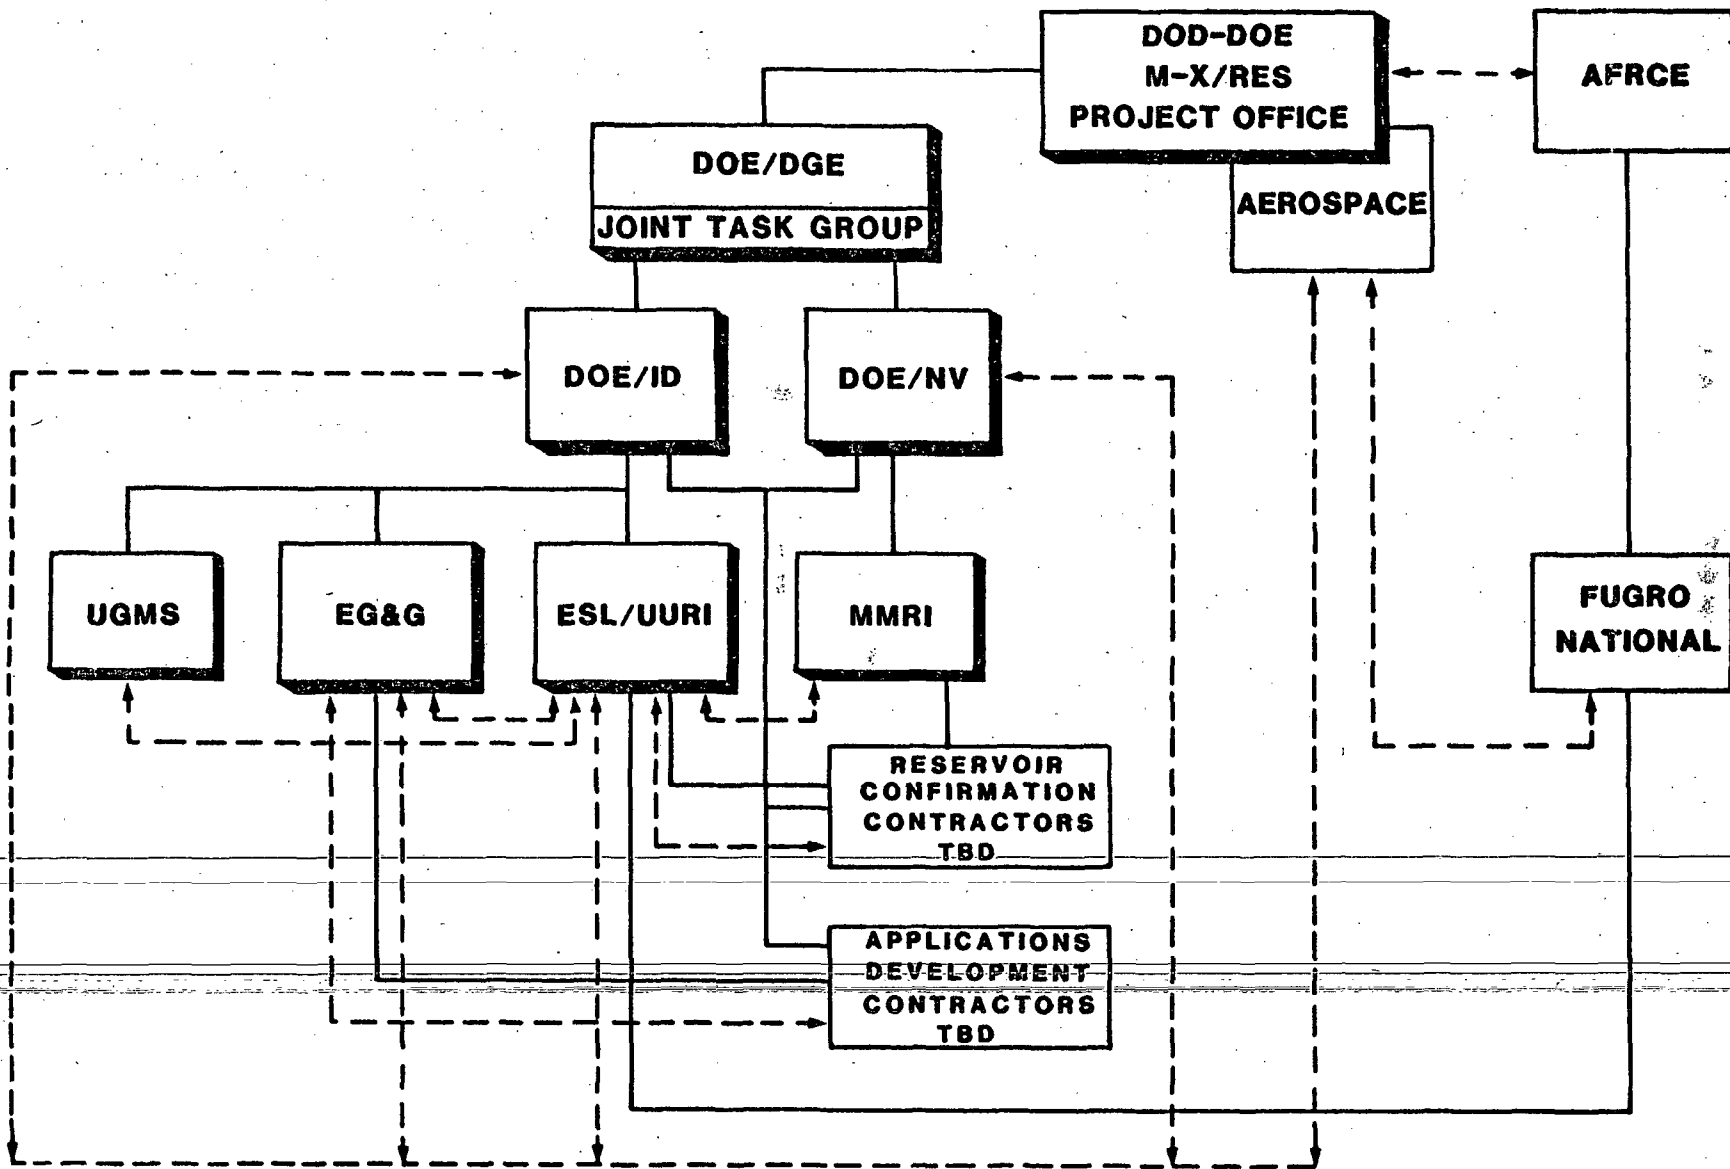 DOD-DOE
M-X/RES
PROJECT OFFICE
AFRCE
DOE/DGE
JOINT TASK GROUP
AEROSPACE
DOE/ID
DOE/NV
UGMS
EG&G
ESL/UURI
MMRI
FUGRO
NATIONAL
RESERVOIR
CONFIRMATION
CONTRACTORS
TBD
APPLICATIONS
DEVELOPMENT
CONTRACTORS
TBD